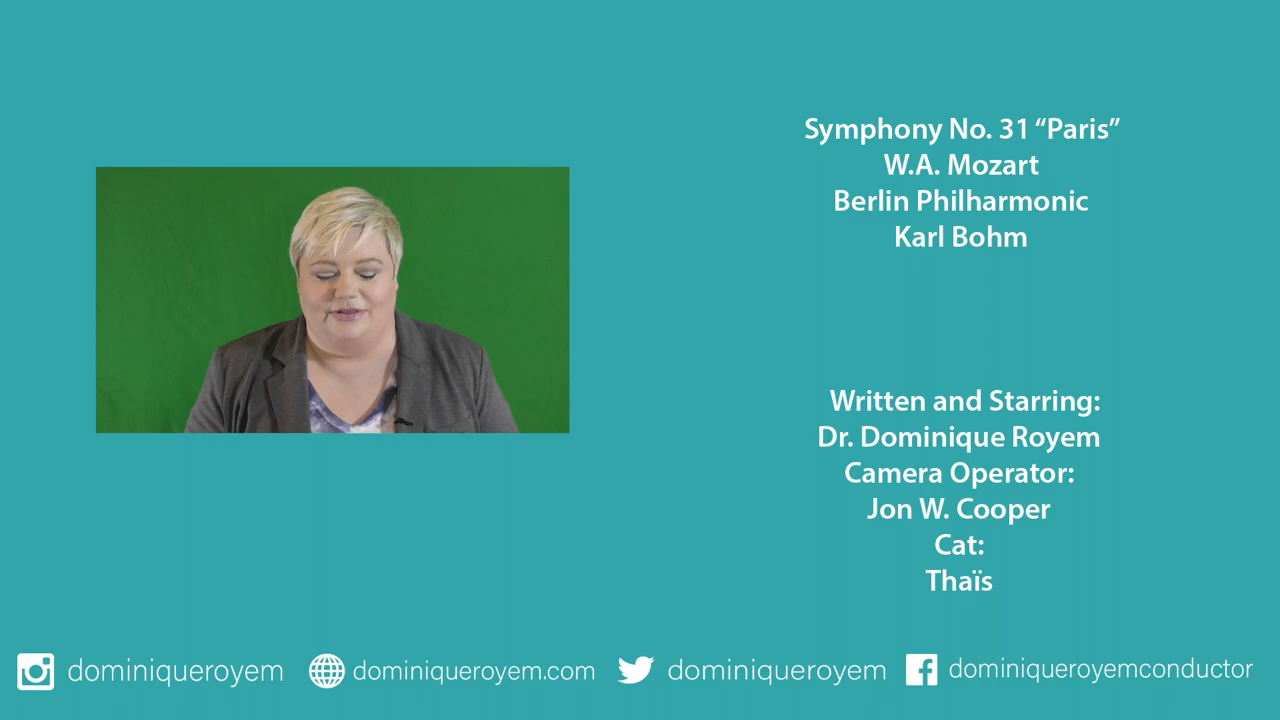 Symphony No. 31 “Paris”
W.A. Mozart
Berlin Philharmonic
Karl Bohm
Written and Starring:
Dr. Dominique Royem
Camera Operator:
Jon W. Cooper
Cat:
Thaïs
dominiqueroyem
dominiqueroyem.com
dominiqueroyem
dominiqueroyemconductor